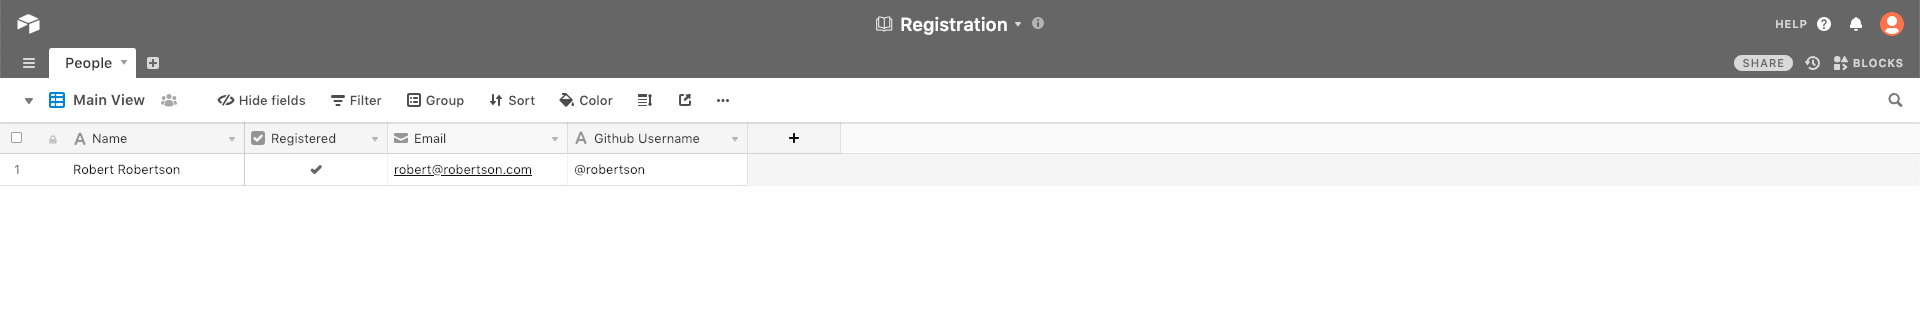 Registration
HELP
People
SHARE BLOCKS
Main View Hide fields Filter Group Sort Color
Name Registered Email Github Username
1 Robert Robertson robert@robertson.com @robertson